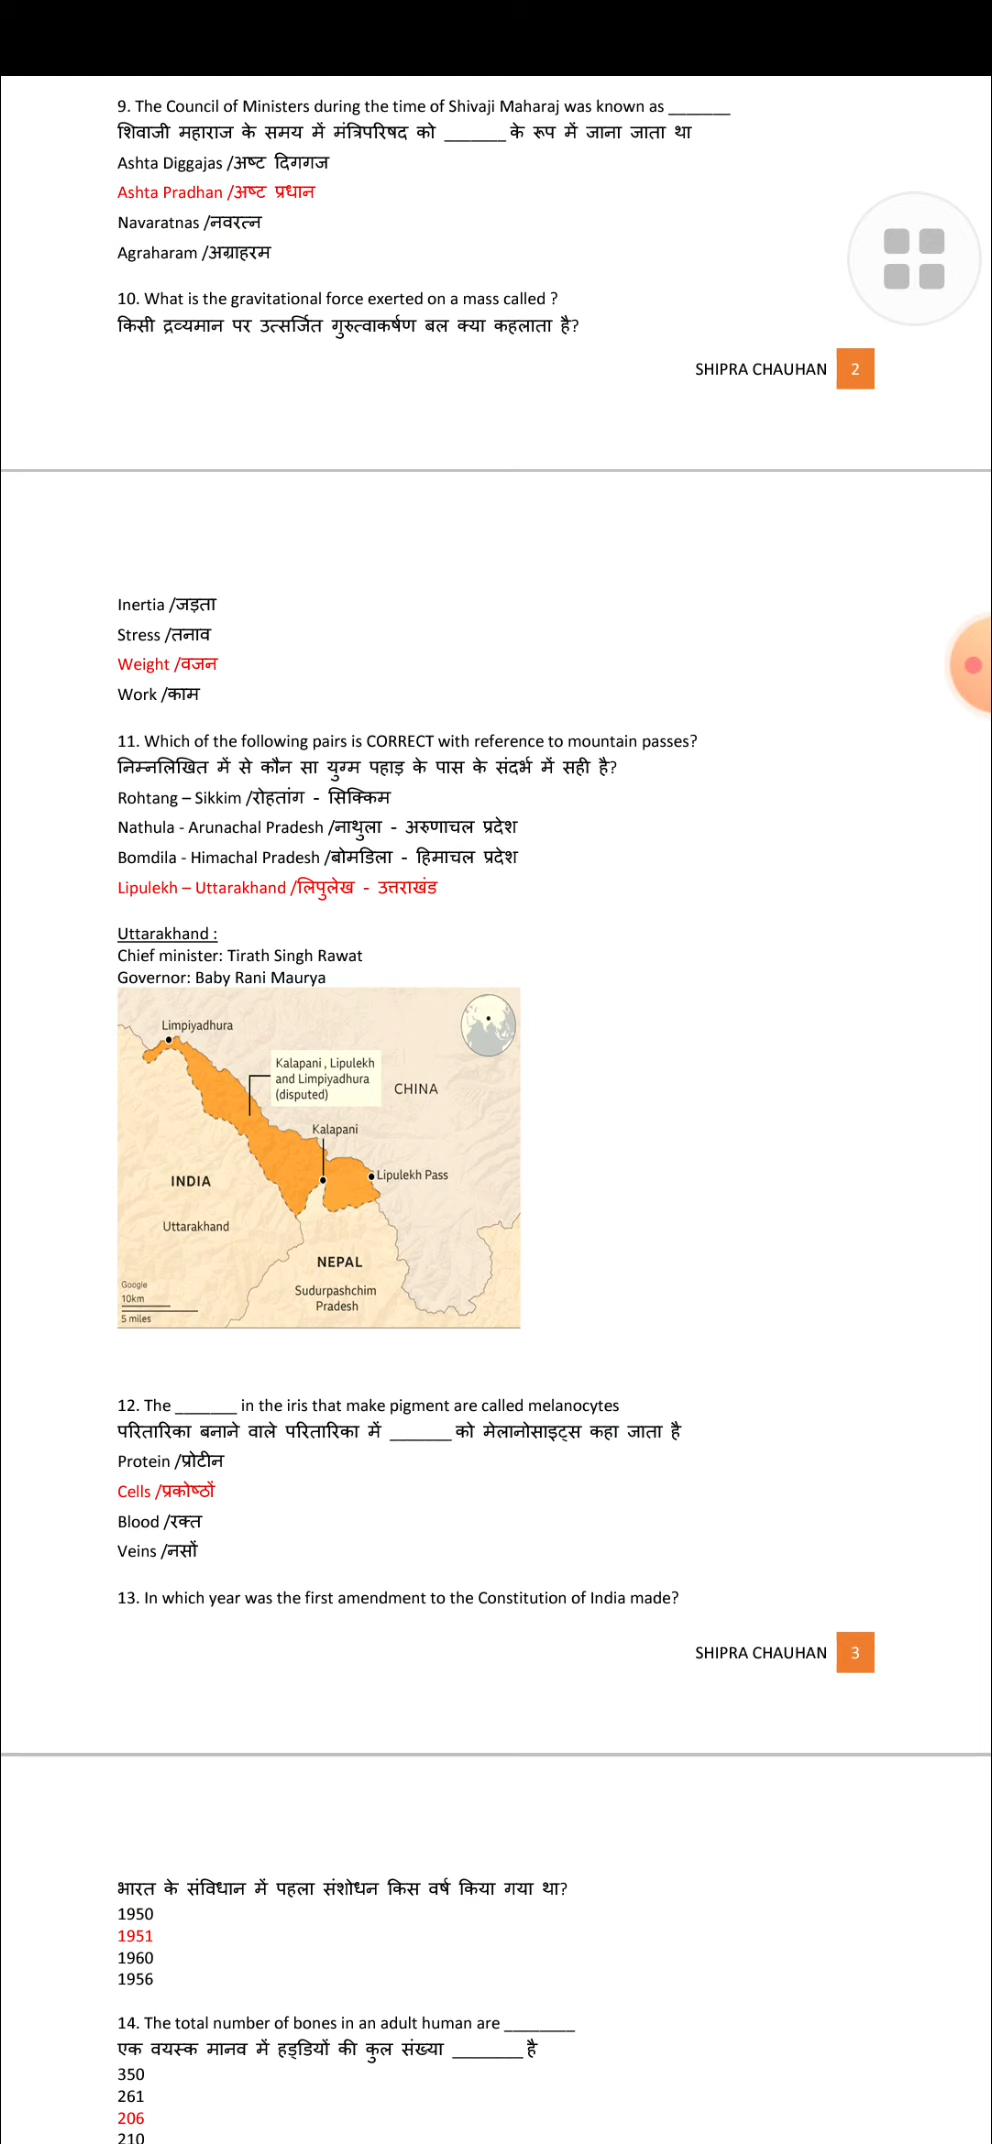 9. The Council of Ministers during the time of Shivaji Maharaj was known as _______
शिवाजी महाराज के समय में मंत्रिपरिषद को _______ के रूप में जाना जाता था
Ashta Diggajas /अष्ट दिग्गज
Ashta Pradhan /अष्ट प्रधान
Navaratnas /नवरत्न
Agraharam /अग्राहरम
10. What is the gravitational force exerted on a mass called ?
किसी द्रव्यमान पर उत्सर्जित गुरुत्वाकर्षण बल क्या कहलाता है?
SHIPRA CHAUHAN 2
Inertia /जड़ता
Stress /तनाव
Weight /वजन
Work /काम
11. Which of the following pairs is CORRECT with reference to mountain passes?
निम्नलिखित में से कौन सा युग्म पहाड़ के पास के संदर्भ में सही है?
Rohtang – Sikkim /रोहतांग - सिक्किम
Nathula - Arunachal Pradesh /नाथुला - अरुणाचल प्रदेश
Bomdila - Himachal Pradesh /बोमडिला - हिमाचल प्रदेश
Lipulekh – Uttarakhand /लिपुलेख - उत्तराखंड
Uttarakhand :
Chief minister: Tirath Singh Rawat
Governor: Baby Rani Maurya
Limpiyadhura
Kalapani, Lipulekh
and Limpiyadhura
(disputed)
CHINA
Kalapani
Lipulekh Pass
INDIA
Uttarakhand
NEPAL
Sudurpashchim
Pradesh
Google
10km
5 miles
12. The _______ in the iris that make pigment are called melanocytes
परितारिका बनाने वाले परितारिका में _______ को मेलानोसाइट्स कहा जाता है
Protein /प्रोटीन
Cells /प्रकोष्ठों
Blood /रक्त
Veins /नसों
13. In which year was the first amendment to the Constitution of India made?
SHIPRA CHAUHAN 3
भारत के संविधान में पहला संशोधन किस वर्ष किया गया था?
1950
1951
1960
1956
14. The total number of bones in an adult human are ________
एक वयस्क मानव में हड्डियों की कुल संख्या ________ है
350
261
206
210